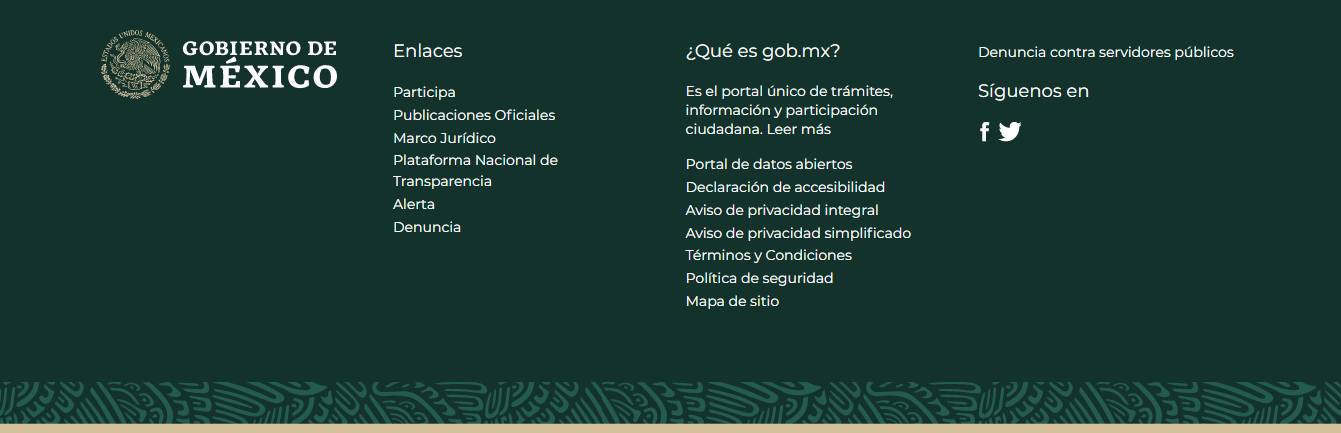 ESTADOS UNIDOS MEXICANOS
GOBIERNO DE
MÉXICO
Enlaces
Participa
Publicaciones Oficiales
Marco Jurídico
Plataforma Nacional de
Transparencia
Alerta
Denuncia
¿Qué es gob.mx?
Es el portal único de trámites,
información y participación
ciudadana. Leer más
Portal de datos abiertos
Declaración de accesibilidad
Aviso de privacidad integral
Aviso de privacidad simplificado
Términos y Condiciones
Política de seguridad
Mapa de sitio
Denuncia contra servidores públicos
Síguenos en